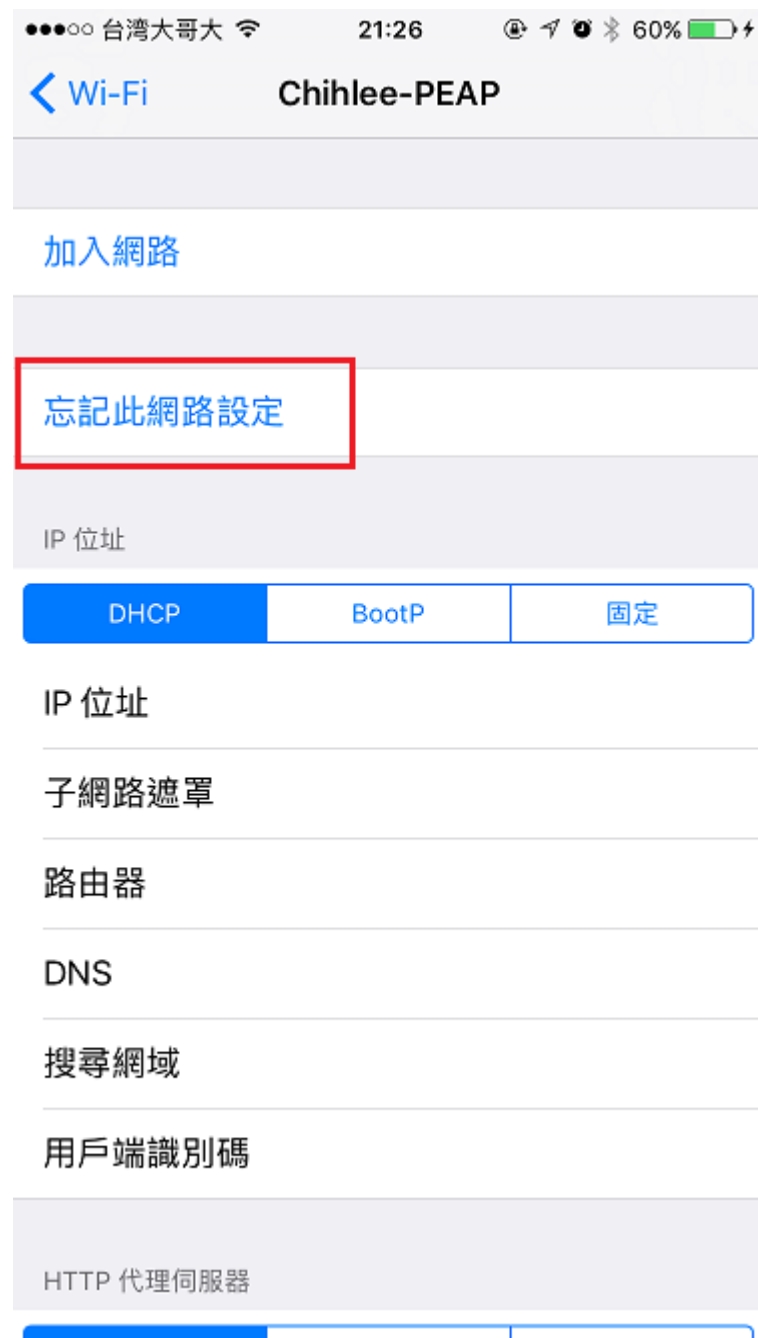 ●●●○○ 台灣大哥大 21:26 60%
Wi-Fi Chihlee-PEAP
加入網路
忘記此網路設定
IP 位址
DHCP BootP 固定
IP 位址
子網路遮罩
路由器
DNS
搜尋網域
用戶端識別碼
HTTP 代理伺服器